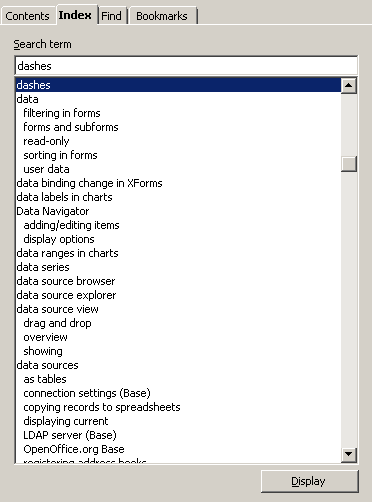 Contents Index Find Bookmarks
Search term
dashes
dashes
data
filtering in forms
forms and subforms
read-only
sorting in forms
user data
data binding change in XForms
data labels in charts
Data Navigator
adding/editing items
display options
data ranges in charts
data series
data source browser
data source explorer
data source view
drag and drop
overview
showing
data sources
as tables
connection settings (Base)
copying records to spreadsheets
displaying current
LDAP server (Base)
OpenOffice.org Base
registering address books
Display